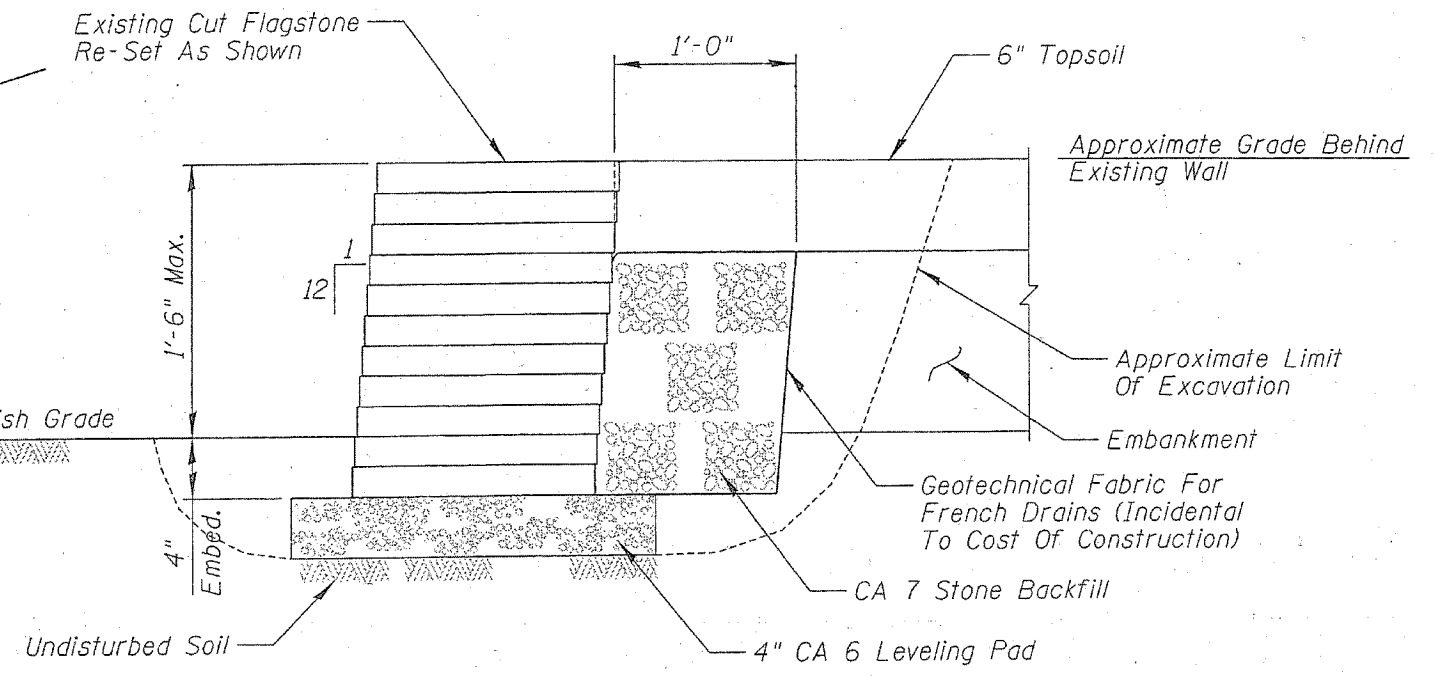 Existing Cut Flagstone
Re-Set As Shown
1'-0"
6" Topsoil
Approximate Grade Behind
Existing Wall
1
12
1'-6" Max.
Approximate Limit
Of Excavation
Grade
Embankment
Geotechnical Fabric For
French Drains (Incidental
To Cost Of Construction)
4"
Embed.
CA 7 Stone Backfill
Undisturbed Soil
4" CA 6 Leveling Pad